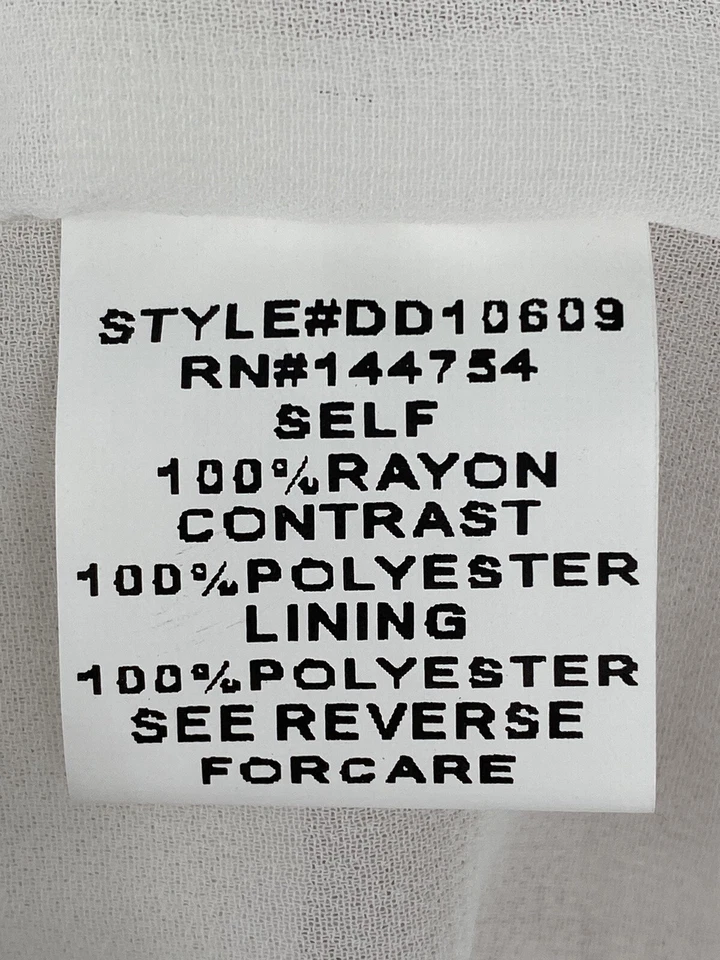 STYLE#DD10609
RN#144754
SELF
100%RAYON
CONTRAST
100%POLYESTER
LINING
100%POLYESTER
SEE REVERSE
FORCARE